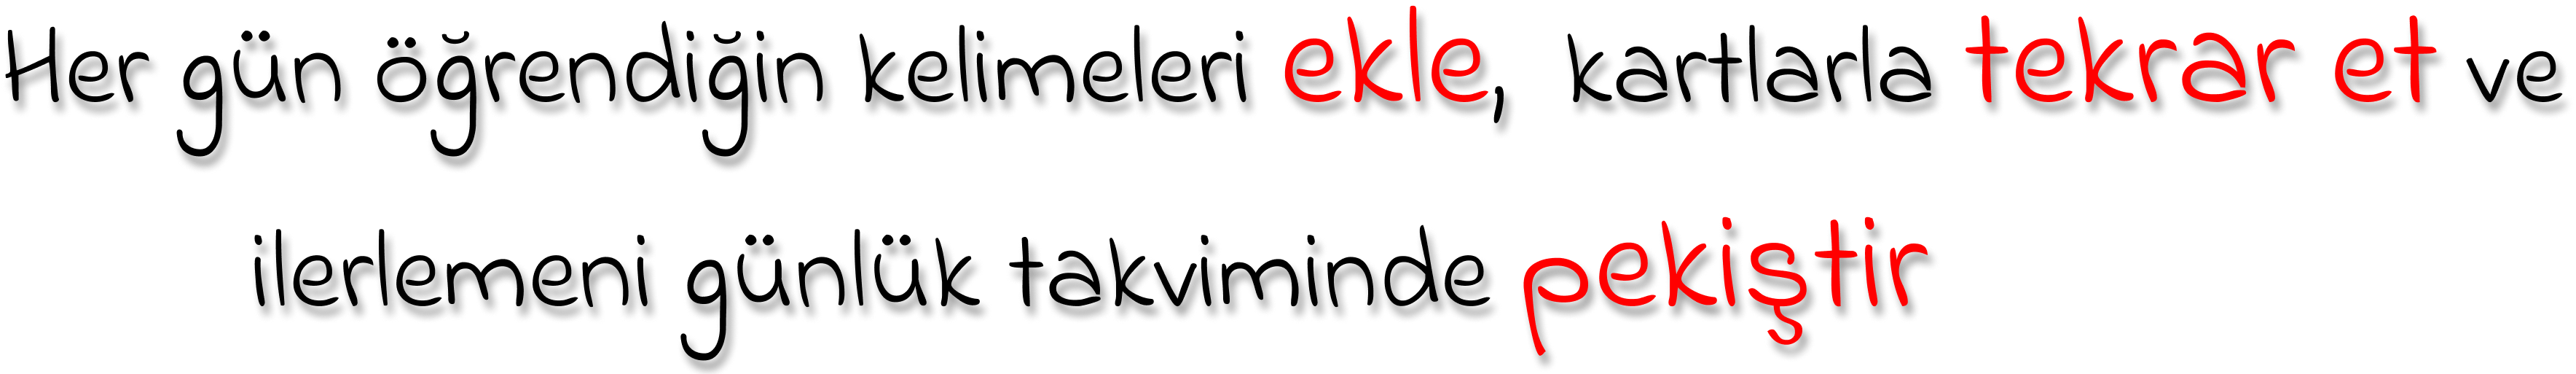 Her gün öğrendiğin kelimeleri ekle, kartlarla tekrar et ve
ilerlemeni günlük takviminde pekiştir